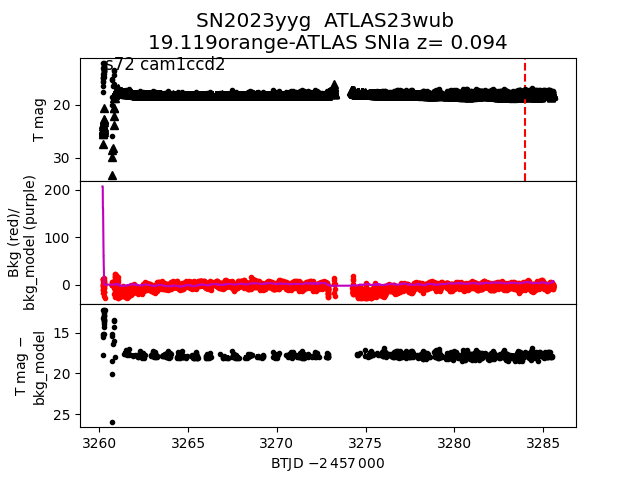 SN2023yyg  ATLAS23wub
19.119orange-ATLAS SNIa z= 0.094
s72 cam1ccd2
T mag
20
30
Bkg (red)/
bkg_model (purple)
200
100
0
T mag −
bkg_model
15
20
25
3260 3265 3270 3275 3280 3285
BTJD −2 457 000